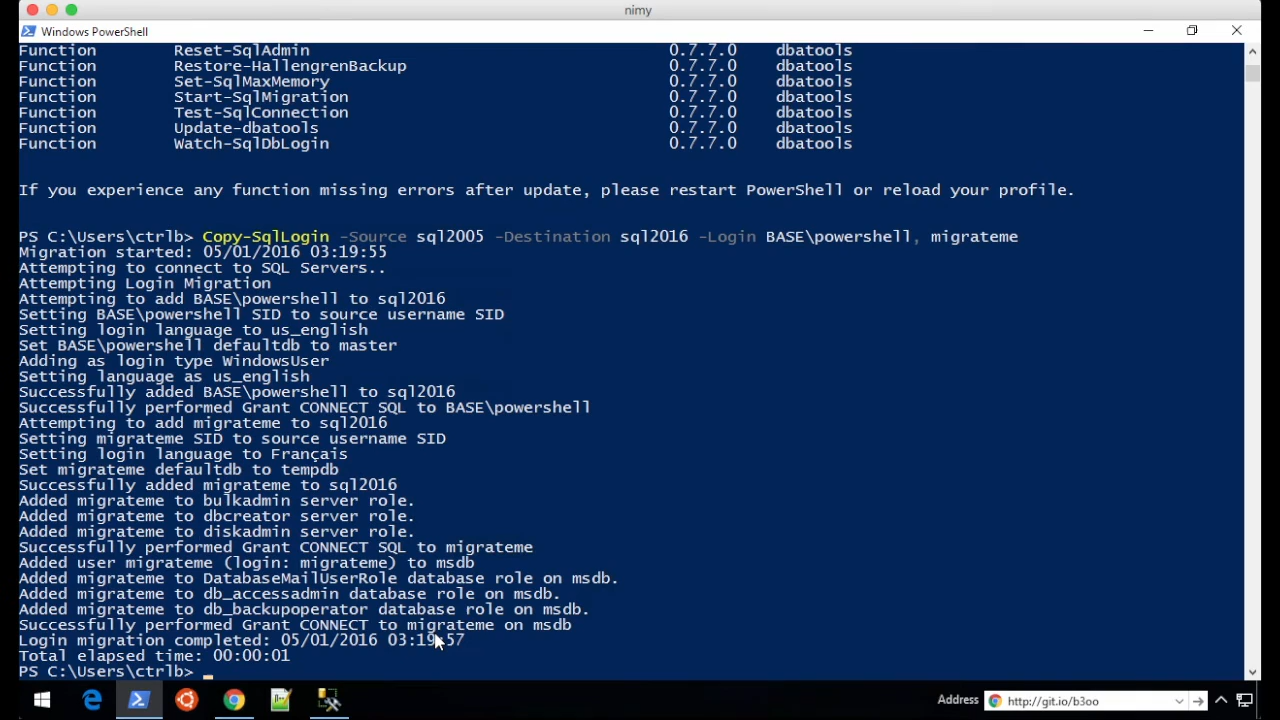 nimy
Windows PowerShell
Function Reset-SqlAdmin 0.7.7.0 dbatools
Function Restore-HallengrenBackup 0.7.7.0 dbatools
Function Set-SqlMaxMemory 0.7.7.0 dbatools
Function Start-SqlMigration 0.7.7.0 dbatools
Function Test-SqlConnection 0.7.7.0 dbatools
Function Update-dbatools 0.7.7.0 dbatools
Function Watch-SqlDbLogin 0.7.7.0 dbatools
If you experience any function missing errors after update, please restart PowerShell or reload your profile.
PS C:\Users\ctrlb> Copy-SqlLogin -Source sql2005 -Destination sql2016 -Login BASE\powershell, migrateme
Migration started: 05/01/2016 03:19:55
Attempting to connect to SQL Servers..
Attempting Login Migration
Attempting to add BASE\powershell to sql2016
Setting BASE\powershell SID to source username SID
Setting login language to us_english
Set BASE\powershell defaultdb to master
Adding as login type WindowsUser
Setting language as us_english
Successfully added BASE\powershell to sql2016
Successfully performed Grant CONNECT SQL to BASE\powershell
Attempting to add migrateme to sql2016
Setting migrateme SID to source username SID
Setting login language to Français
Set migrateme defaultdb to tempdb
Successfully added migrateme to sql2016
Added migrateme to bulkadmin server role.
Added migrateme to dbcreator server role.
Added migrateme to diskadmin server role.
Successfully performed Grant CONNECT SQL to migrateme
Added user migrateme (login: migrateme) to msdb
Added migrateme to DatabaseMailUserRole database role on msdb.
Added migrateme to db_accessadmin database role on msdb.
Added migrateme to db_backupoperator database role on msdb.
Successfully performed Grant CONNECT to migrateme on msdb
Login migration completed: 05/01/2016 03:19:57
Total elapsed time: 00:00:01
PS C:\Users\ctrlb> _
Address http://git.io/b3oo